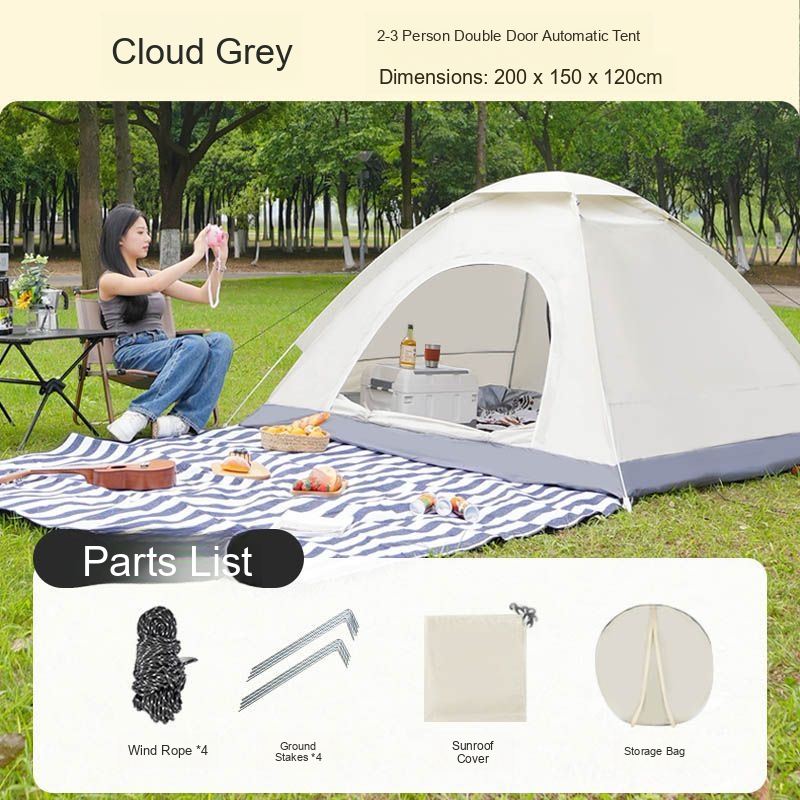 Cloud Grey
2-3 Person Double Door Automatic Tent
Dimensions: 200 x 150 x 120cm
Parts List
Wind Rope *4
Ground
Stakes *4
Sunroof
Cover
Storage Bag